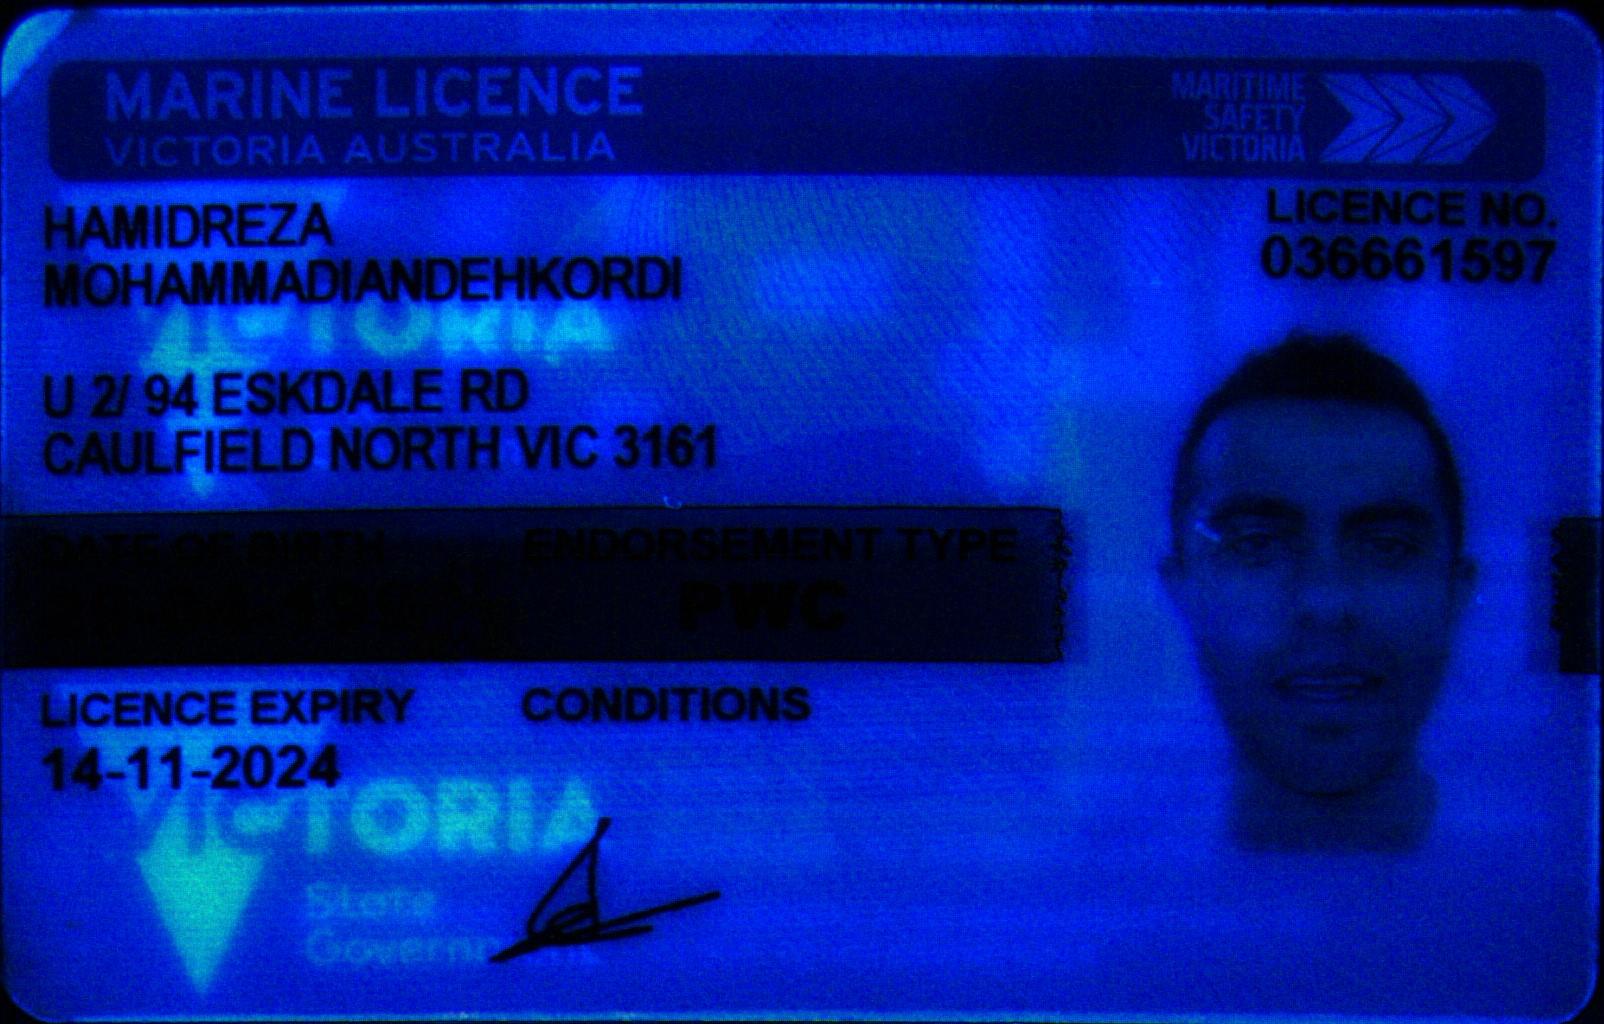 MARINE LICENCE
VICTORIA AUSTRALIA
MARITIME
SAFETY
VICTORIA
HAMIDREZA
MOHAMMADIANDEHKORDI
LICENCE NO.
036661597
VICTORIA
U 2/ 94 ESKDALE RD
CAULFIELD NORTH VIC 3161
DATE OF BIRTH
ENDORSEMENT TYPE
PWC
LICENCE EXPIRY
CONDITIONS
14-11-2024
VICTORIA
State
Government